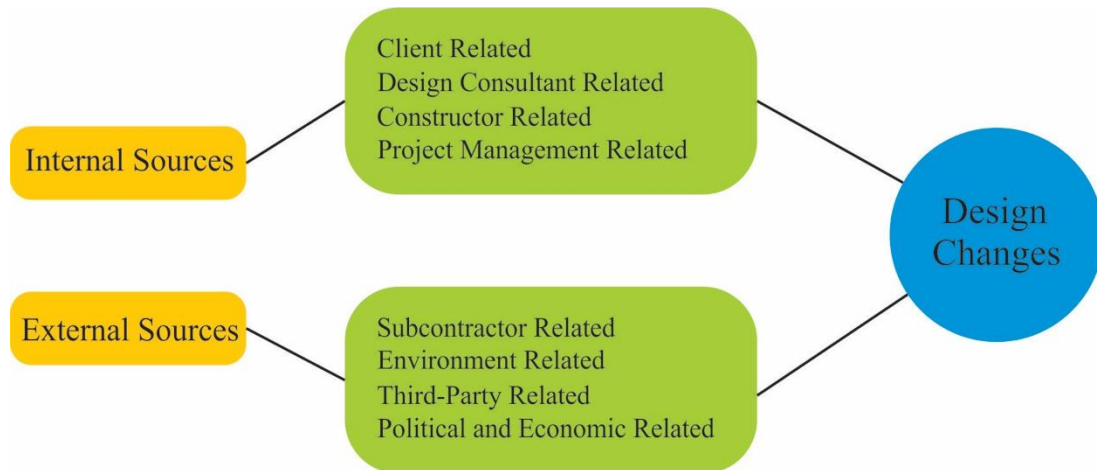 Internal Sources
Client Related
Design Consultant Related
Constructor Related
Project Management Related
Design
Changes
External Sources
Subcontractor Related
Environment Related
Third-Party Related
Political and Economic Related